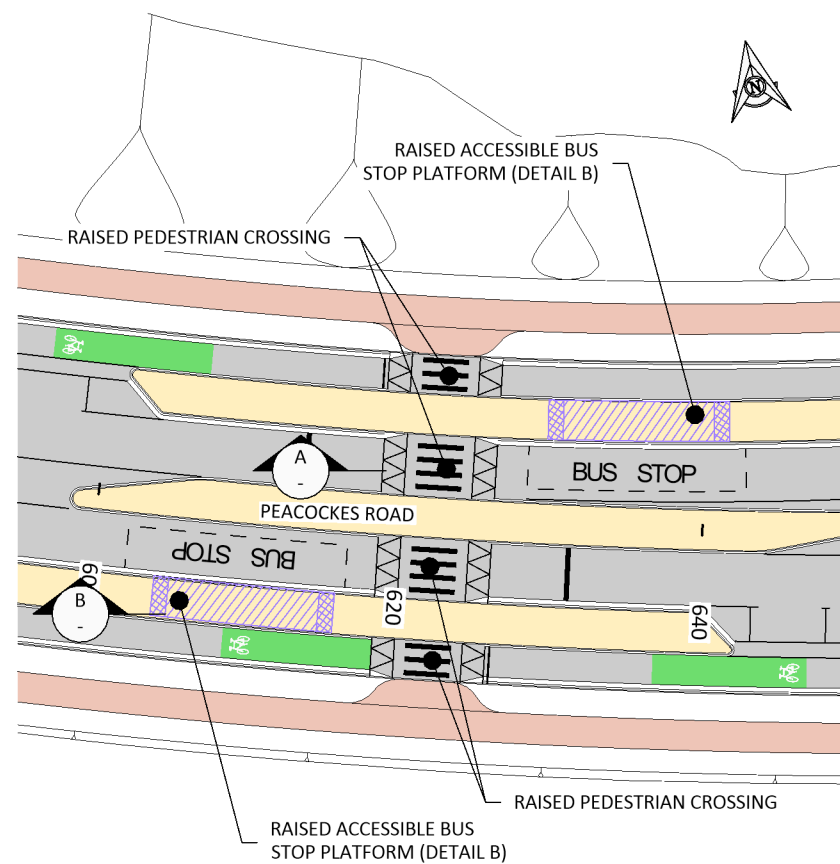 N
RAISED ACCESSIBLE BUS
STOP PLATFORM (DETAIL B)
RAISED PEDESTRIAN CROSSING
A
-
BUS STOP
PEACOCKES ROAD
BUS STOP
60
B
-
620
640
RAISED PEDESTRIAN CROSSING
RAISED ACCESSIBLE BUS
STOP PLATFORM (DETAIL B)